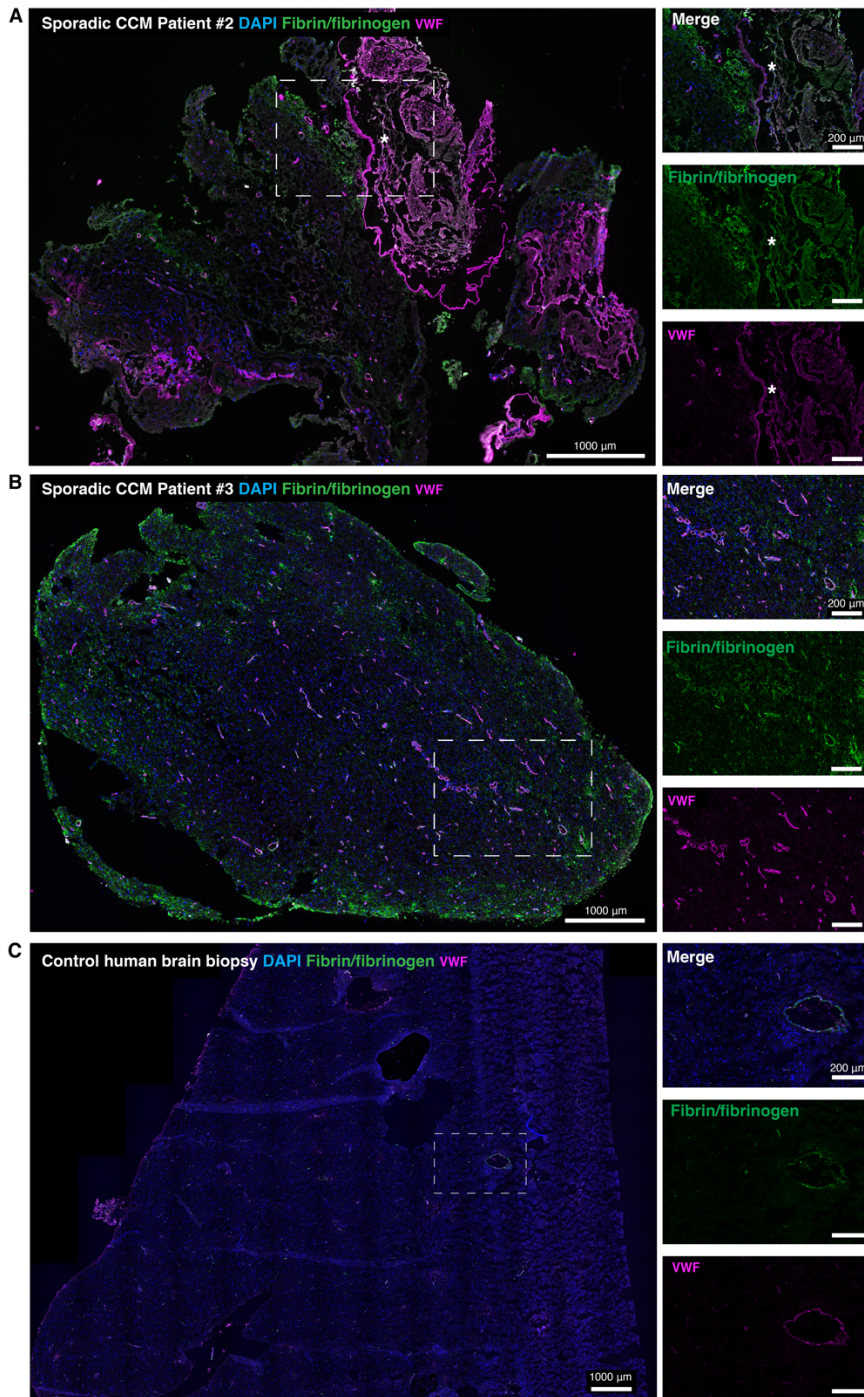 A
Sporadic CCM Patient #2 DAPI Fibrin/fibrinogen VWF
*
1000 µm
Merge
*
200 µm
Fibrin/fibrinogen
*
VWF
*
B
Sporadic CCM Patient #3 DAPI Fibrin/fibrinogen VWF
1000 µm
Merge
200 µm
Fibrin/fibrinogen
VWF
C
Control human brain biopsy DAPI Fibrin/fibrinogen VWF
1000 µm
Merge
200 µm
Fibrin/fibrinogen
VWF